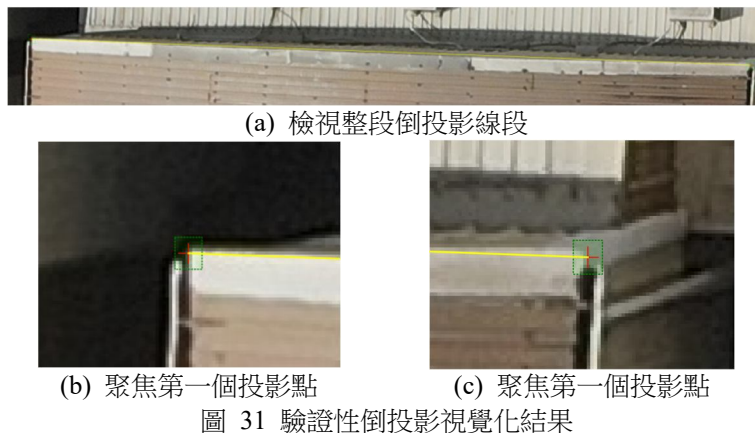 (a) 檢視整段倒投影線段
(b) 聚焦第一個投影點
(c) 聚焦第一個投影點
圖 31 驗證性倒投影視覺化結果